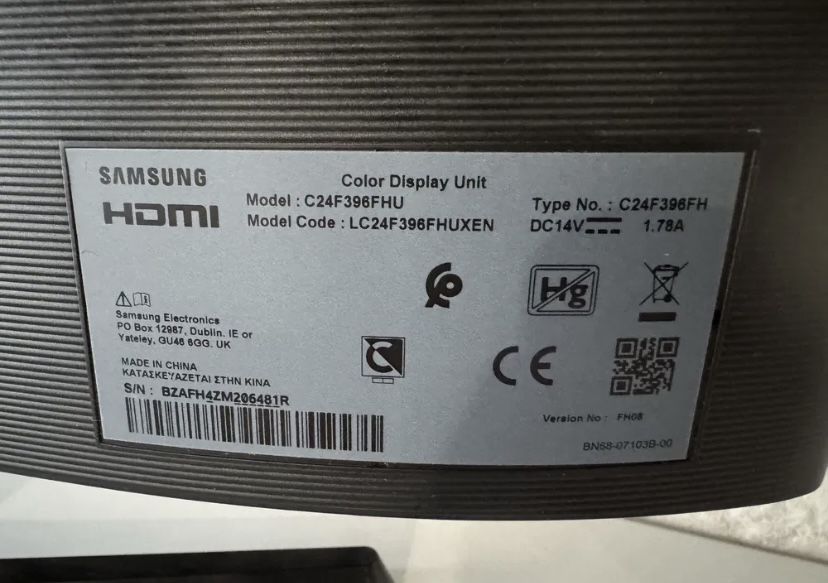 SAMSUNG
HDMI
Color Display Unit
Model : C24F396FHU
Model Code : LC24F396FHUXEN
Type No. : C24F396FH
DC14V 1.78A
Hg
Samsung Electronics
PO Box 12987, Dublin. IE or
Yateley, GU46 6GG. UK
MADE IN CHINA
ΚΑΤΑΣΚΕΥΑΖΕΤΑΙ ΣΤΗΝ ΚΙΝΑ
S/N : BZAFH4ZM206481R
CE
Version No : FH08
BN68-07103B-00